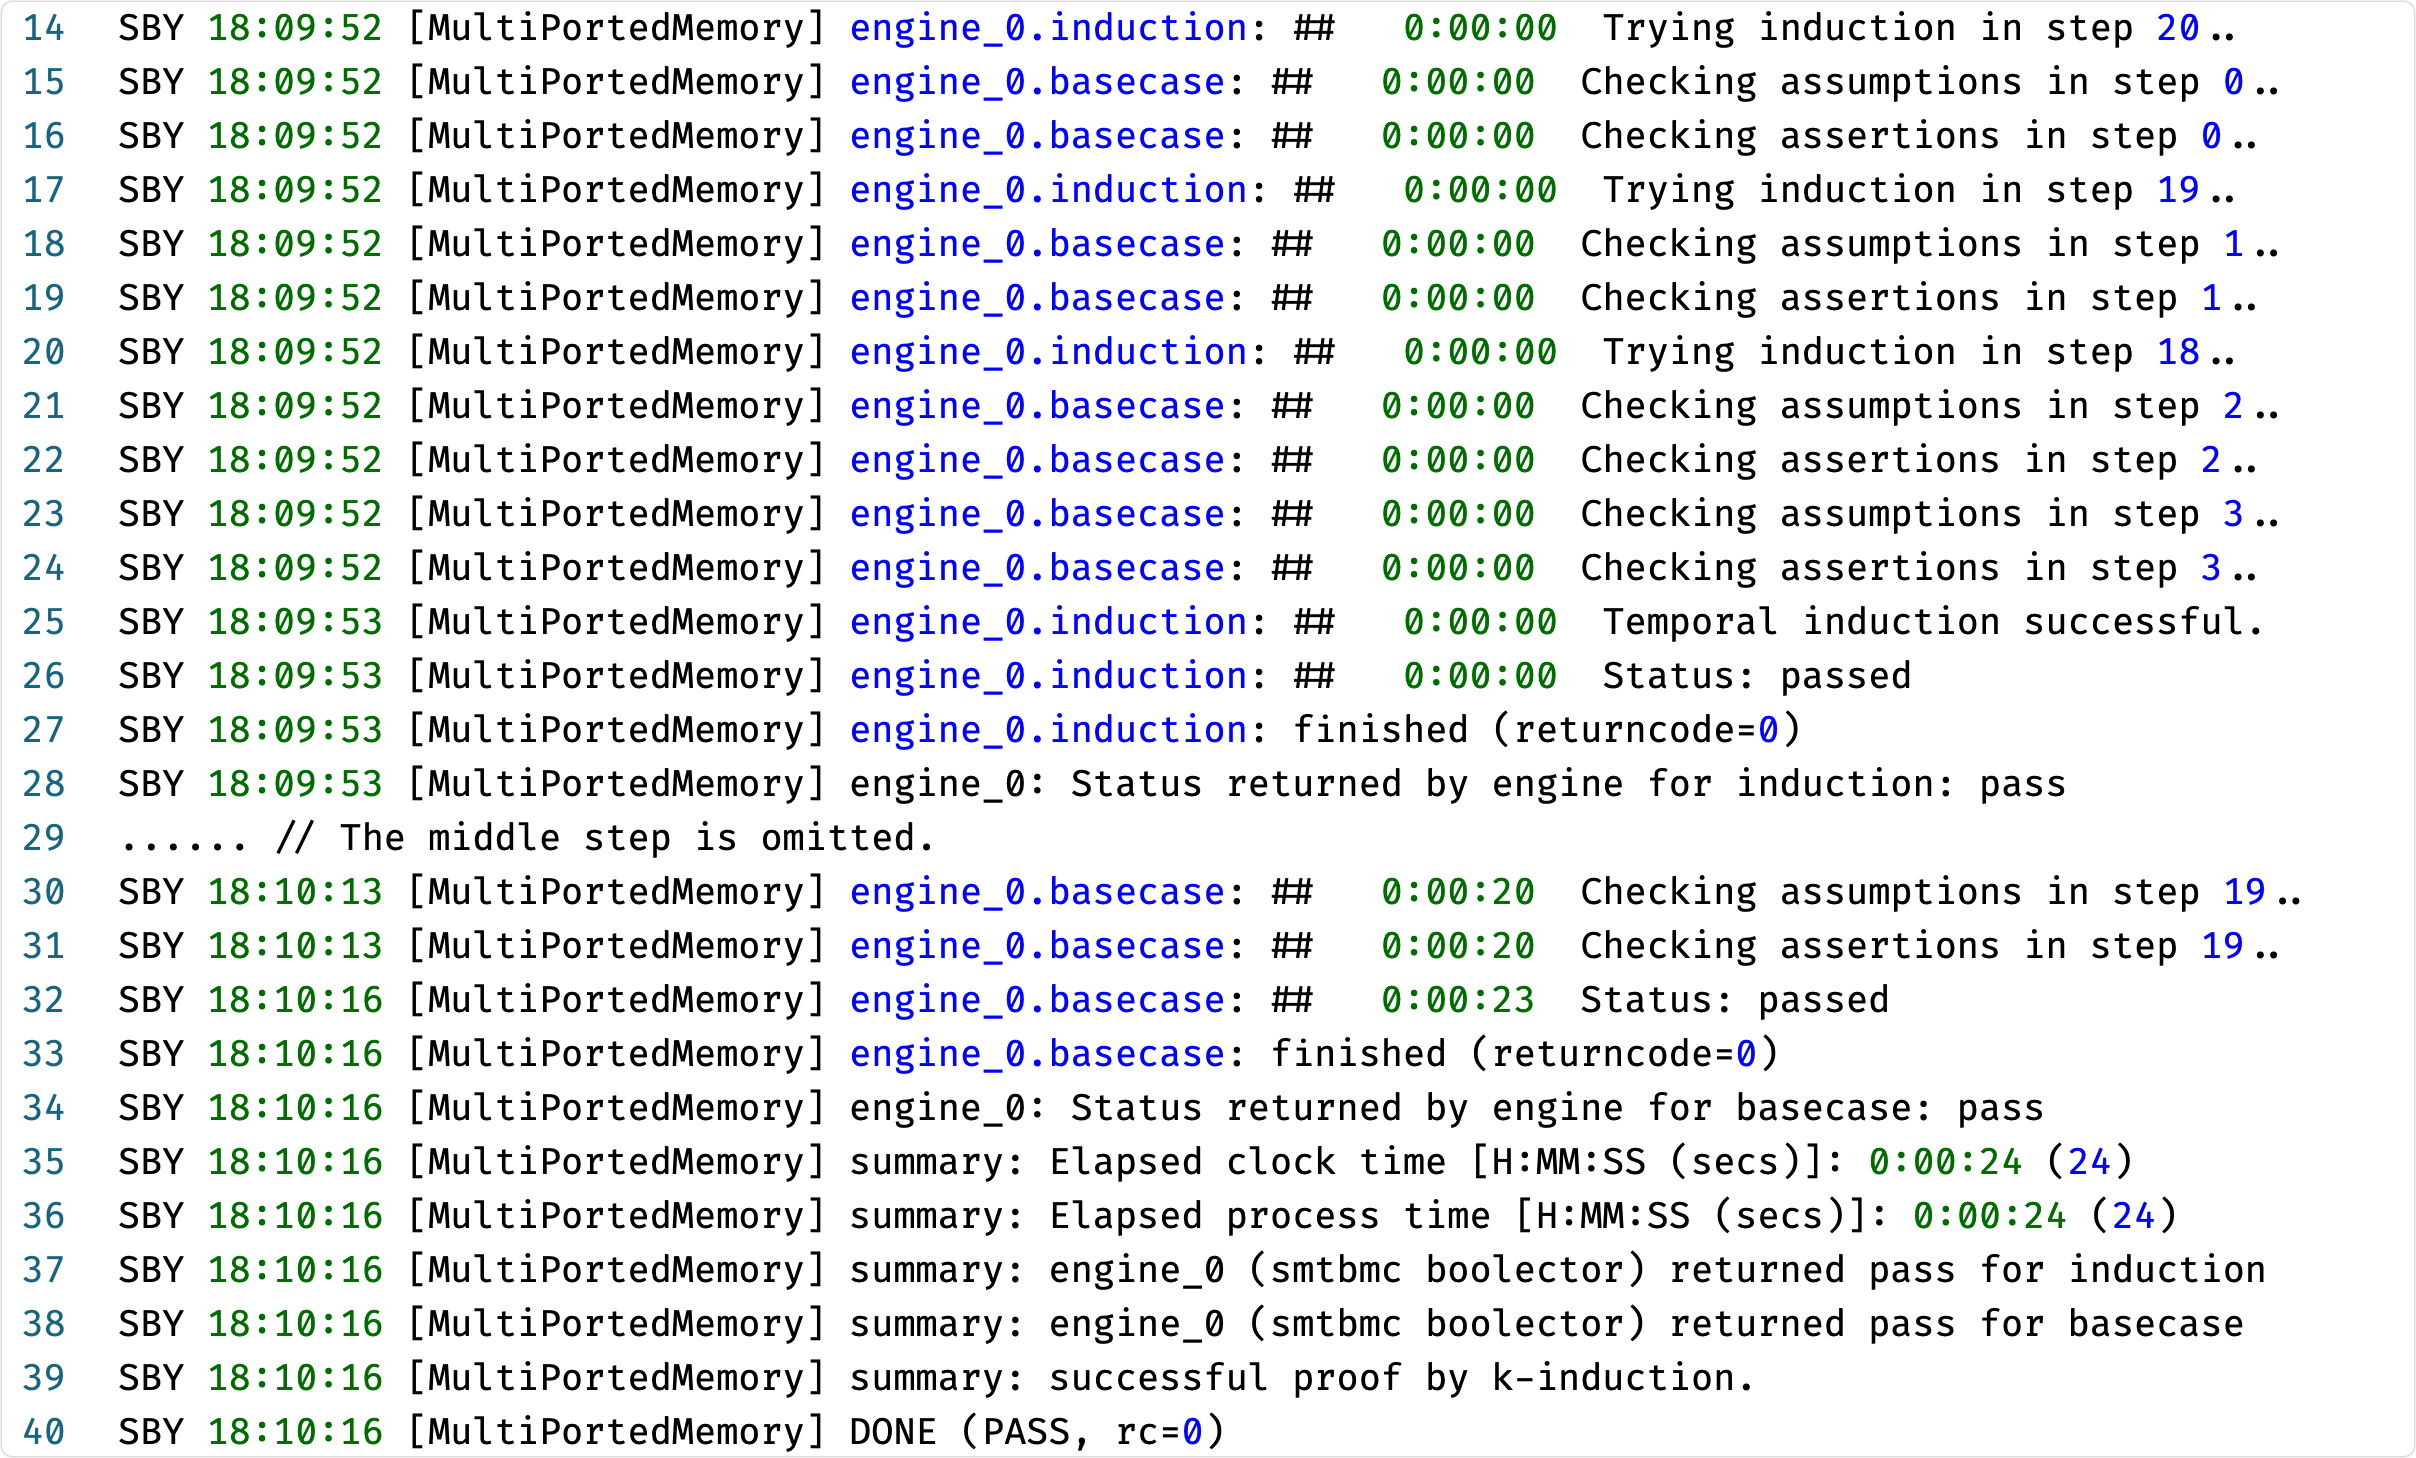 14 SBY 18:09:52 [MultiPortedMemory] engine_0.induction: ## 0:00:00 Trying induction in step 20..
15 SBY 18:09:52 [MultiPortedMemory] engine_0.basecase: ## 0:00:00 Checking assumptions in step 0..
16 SBY 18:09:52 [MultiPortedMemory] engine_0.basecase: ## 0:00:00 Checking assertions in step 0..
17 SBY 18:09:52 [MultiPortedMemory] engine_0.induction: ## 0:00:00 Trying induction in step 19..
18 SBY 18:09:52 [MultiPortedMemory] engine_0.basecase: ## 0:00:00 Checking assumptions in step 1..
19 SBY 18:09:52 [MultiPortedMemory] engine_0.basecase: ## 0:00:00 Checking assertions in step 1..
20 SBY 18:09:52 [MultiPortedMemory] engine_0.induction: ## 0:00:00 Trying induction in step 18..
21 SBY 18:09:52 [MultiPortedMemory] engine_0.basecase: ## 0:00:00 Checking assumptions in step 2..
22 SBY 18:09:52 [MultiPortedMemory] engine_0.basecase: ## 0:00:00 Checking assertions in step 2..
23 SBY 18:09:52 [MultiPortedMemory] engine_0.basecase: ## 0:00:00 Checking assumptions in step 3..
24 SBY 18:09:52 [MultiPortedMemory] engine_0.basecase: ## 0:00:00 Checking assertions in step 3..
25 SBY 18:09:53 [MultiPortedMemory] engine_0.induction: ## 0:00:00 Temporal induction successful.
26 SBY 18:09:53 [MultiPortedMemory] engine_0.induction: ## 0:00:00 Status: passed
27 SBY 18:09:53 [MultiPortedMemory] engine_0.induction: finished (returncode=0)
28 SBY 18:09:53 [MultiPortedMemory] engine_0: Status returned by engine for induction: pass
29 ...... // The middle step is omitted.
30 SBY 18:10:13 [MultiPortedMemory] engine_0.basecase: ## 0:00:20 Checking assumptions in step 19..
31 SBY 18:10:13 [MultiPortedMemory] engine_0.basecase: ## 0:00:20 Checking assertions in step 19..
32 SBY 18:10:16 [MultiPortedMemory] engine_0.basecase: ## 0:00:23 Status: passed
33 SBY 18:10:16 [MultiPortedMemory] engine_0.basecase: finished (returncode=0)
34 SBY 18:10:16 [MultiPortedMemory] engine_0: Status returned by engine for basecase: pass
35 SBY 18:10:16 [MultiPortedMemory] summary: Elapsed clock time [H:MM:SS (secs)]: 0:00:24 (24)
36 SBY 18:10:16 [MultiPortedMemory] summary: Elapsed process time [H:MM:SS (secs)]: 0:00:24 (24)
37 SBY 18:10:16 [MultiPortedMemory] summary: engine_0 (smtbmc boolector) returned pass for induction
38 SBY 18:10:16 [MultiPortedMemory] summary: engine_0 (smtbmc boolector) returned pass for basecase
39 SBY 18:10:16 [MultiPortedMemory] summary: successful proof by k-induction.
40 SBY 18:10:16 [MultiPortedMemory] DONE (PASS, rc=0)